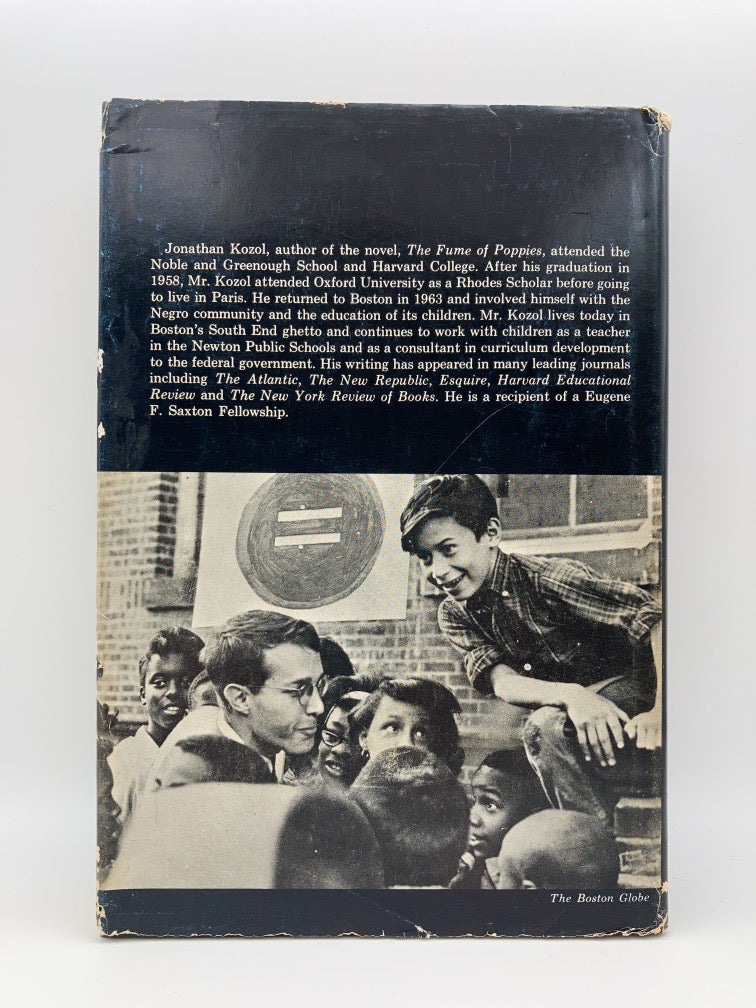 Jonathan Kozol, author of the novel, The Fume of Poppies, attended the
Noble and Greenough School and Harvard College. After his graduation in
1958, Mr. Kozol attended Oxford University as a Rhodes Scholar before going
to live in Paris. He returned to Boston in 1963 and involved himself with the
Negro community and the education of its children. Mr. Kozol lives today in
Boston's South End ghetto and continues to work with children as a teacher
in the Newton Public Schools and as a consultant in curriculum development
to the federal government. His writing has appeared in many leading journals
including The Atlantic, The New Republic, Esquire, Harvard Educational
Review and The New York Review of Books. He is a recipient of a Eugene
F. Saxton Fellowship.
The Boston Globe